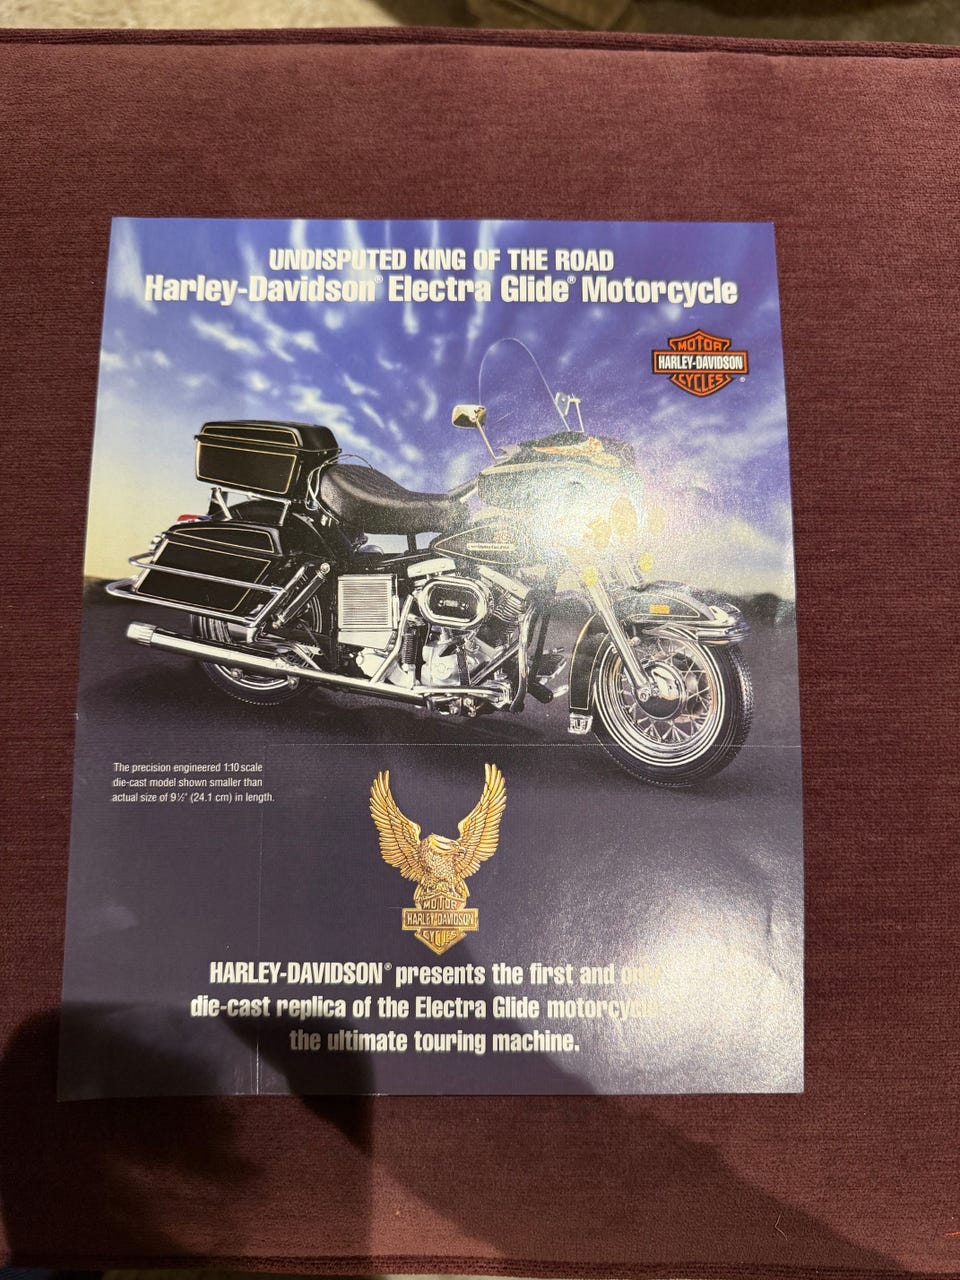 UNDISPUTED KING OF THE ROAD
Harley-Davidson® Electra Glide® Motorcycle
MOTOR
HARLEY-DAVIDSON
CYCLES
®
The precision engineered 1:10 scale
die-cast model shown smaller than
actual size of 9½" (24.1 cm) in length.
MOTOR
HARLEY-DAVIDSON
CYCLES
HARLEY-DAVIDSON® presents the first and
die-cast replica of the Electra Glide motorcycle
the ultimate touring machine.